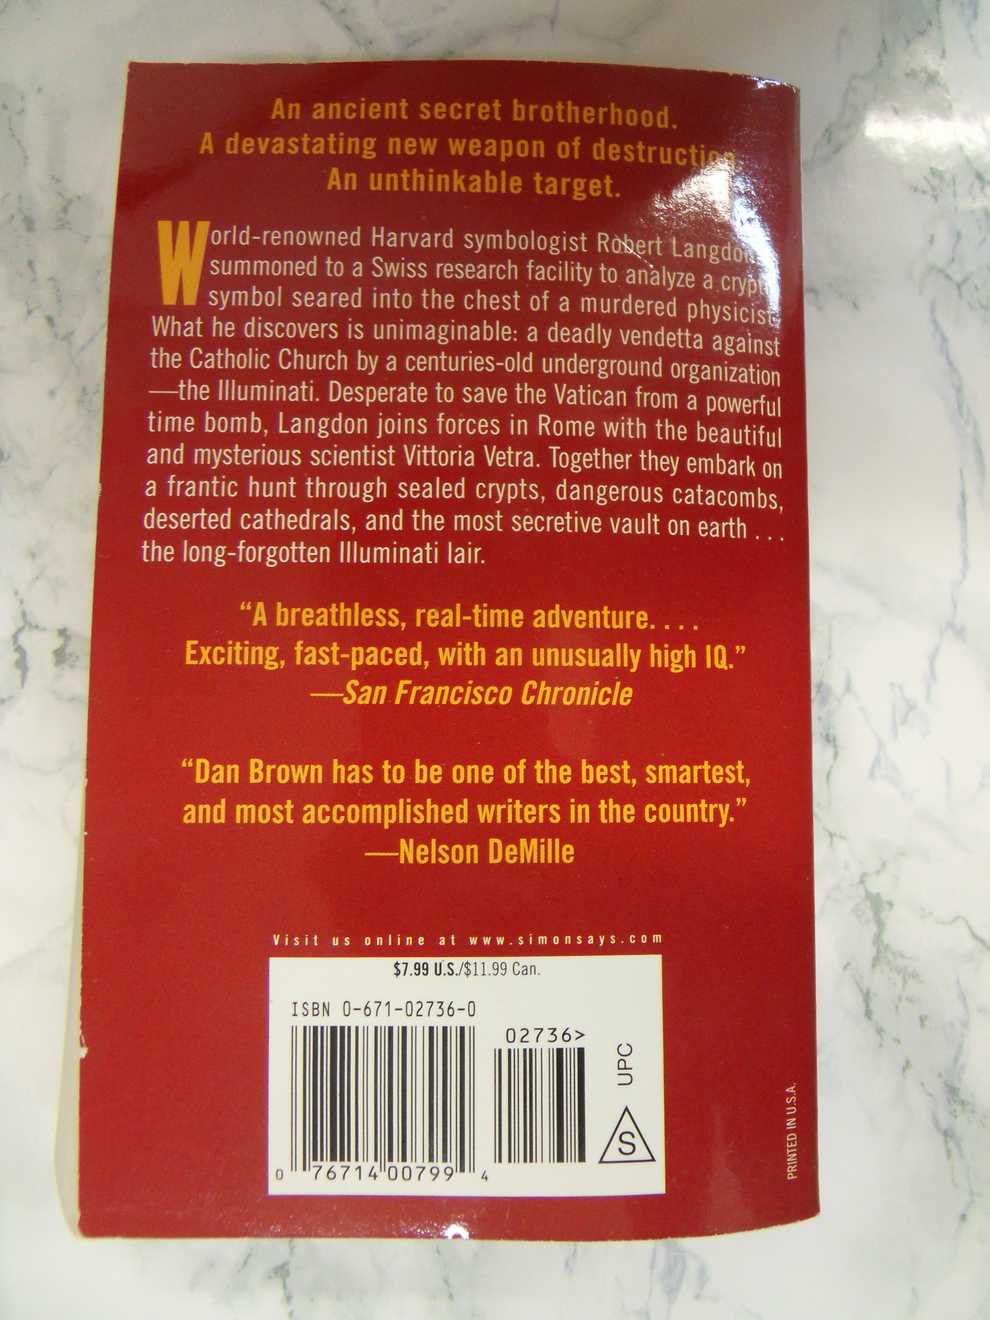 An ancient secret brotherhood.
A devastating new weapon of destruction.
An unthinkable target.
World-renowned Harvard symbologist Robert Langdon
summoned to a Swiss research facility to analyze a
symbol seared into the chest of a murdered physicist.
What he discovers is unimaginable: a deadly vendetta against
the Catholic Church by a centuries-old underground organization
—the Illuminati. Desperate to save the Vatican from a powerful
time bomb, Langdon joins forces in Rome with the beautiful
and mysterious scientist Vittoria Vetra. Together they embark on
a frantic hunt through sealed crypts, dangerous catacombs,
deserted cathedrals, and the most secretive vault on earth . . .
the long-forgotten Illuminati lair.
“A breathless, real-time adventure. . . .
Exciting, fast-paced, with an unusually high IQ.”
—San Francisco Chronicle
“Dan Brown has to be one of the best, smartest,
and most accomplished writers in the country.”
—Nelson DeMille
Visit us online at www.simonsays.com
$7.99 U.S./$11.99 Can.
ISBN 0-671-02736-0
02736>
UPC
S
0 76714 00799 4
PRINTED IN U.S.A.